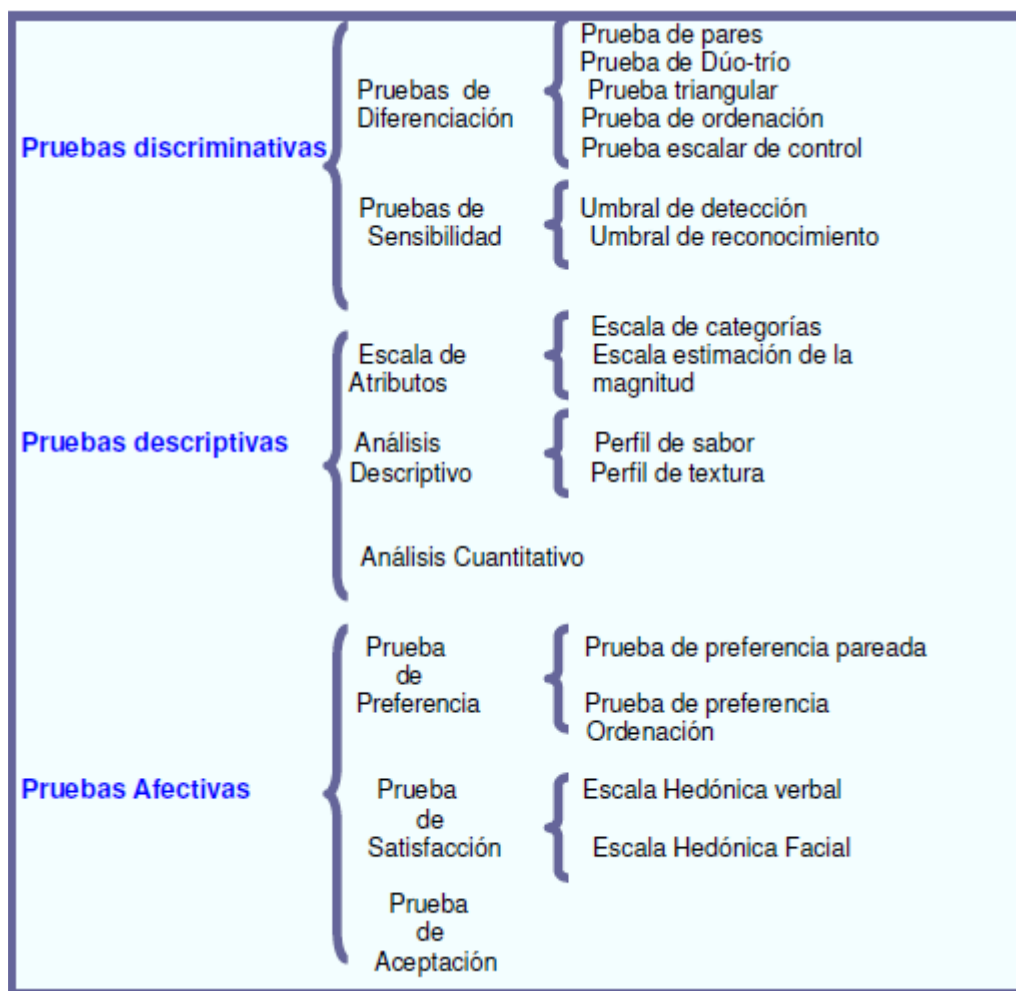 Pruebas discriminativas
Pruebas de
Diferenciación
Prueba de pares
Prueba de Dúo-trío
Prueba triangular
Prueba de ordenación
Prueba escalar de control
Pruebas de
Sensibilidad
Umbral de detección
Umbral de reconocimiento
Pruebas descriptivas
Escala de
Atributos
Escala de categorías
Escala estimación de la
magnitud
Análisis
Descriptivo
Perfil de sabor
Perfil de textura
Análisis Cuantitativo
Pruebas Afectivas
Prueba
de
Preferencia
Prueba de preferencia pareada
Prueba de preferencia
Ordenación
Prueba
de
Satisfacción
Escala Hedónica verbal
Escala Hedónica Facial
Prueba
de
Aceptación